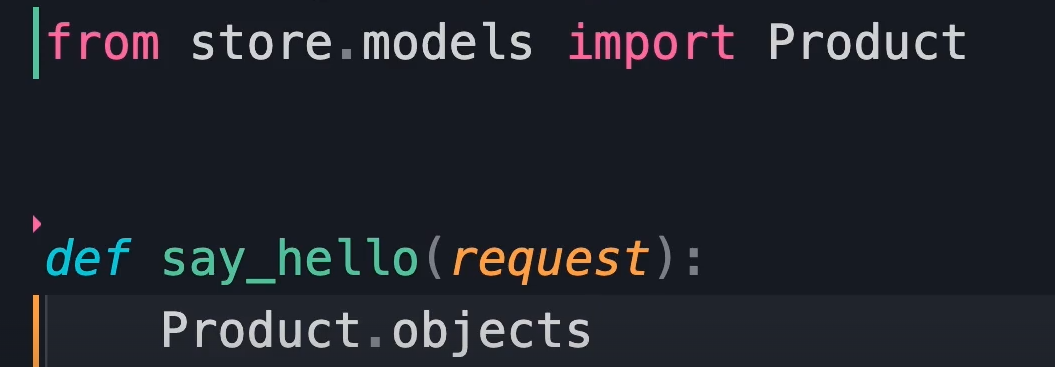 from store.models import Product
def say_hello(request):
    Product.objects